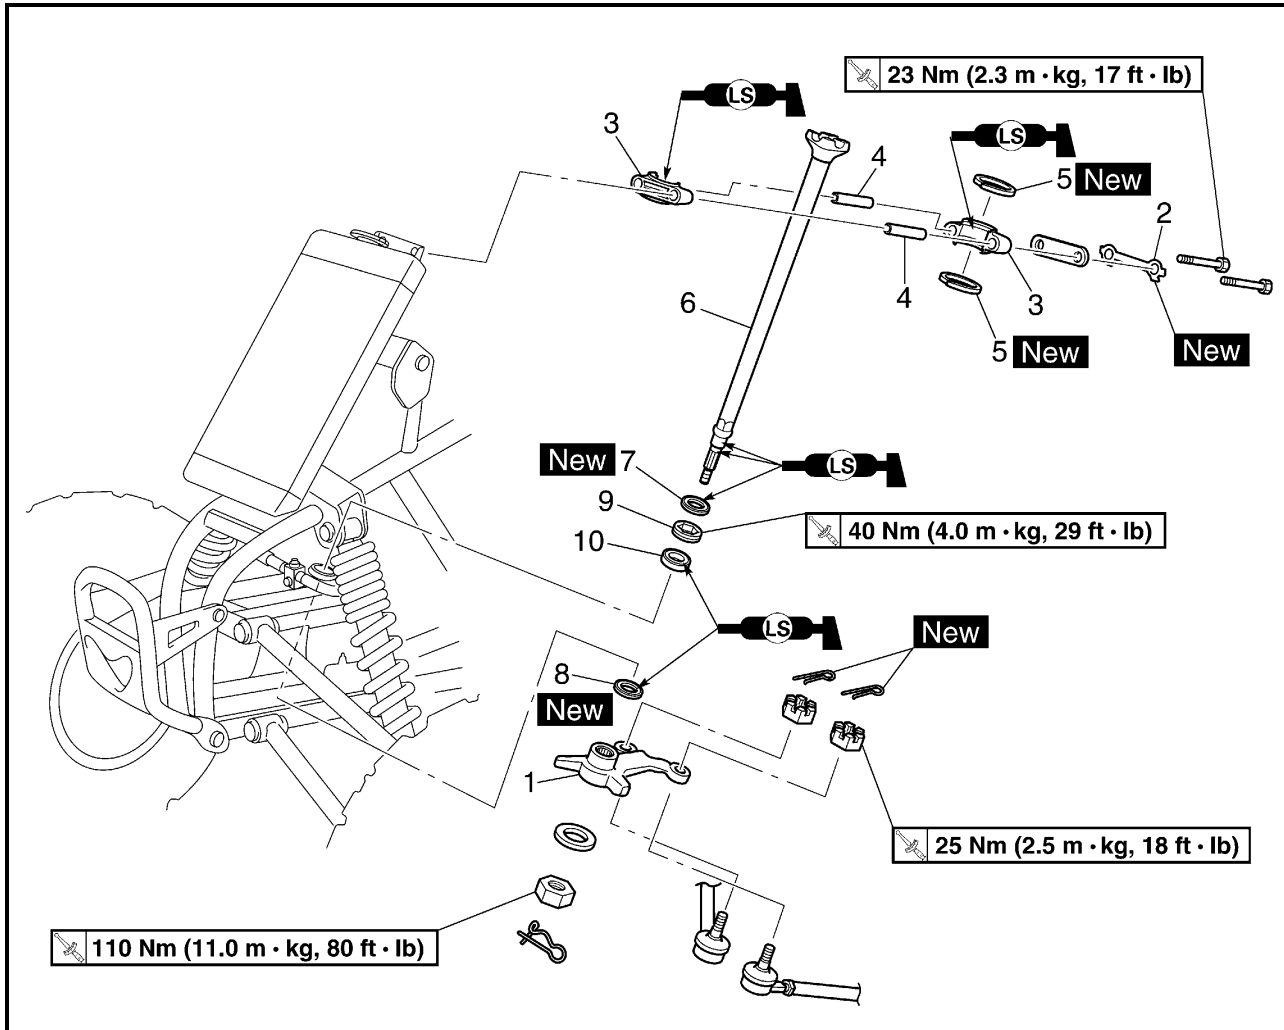 23 Nm (2.3 m · kg, 17 ft · lb)
LS
3
LS
4
5 New
2
4
3
6
5 New
New
New 7
LS
9
40 Nm (4.0 m · kg, 29 ft · lb)
10
LS
New
8
New
1
25 Nm (2.5 m · kg, 18 ft · lb)
110 Nm (11.0 m · kg, 80 ft · lb)